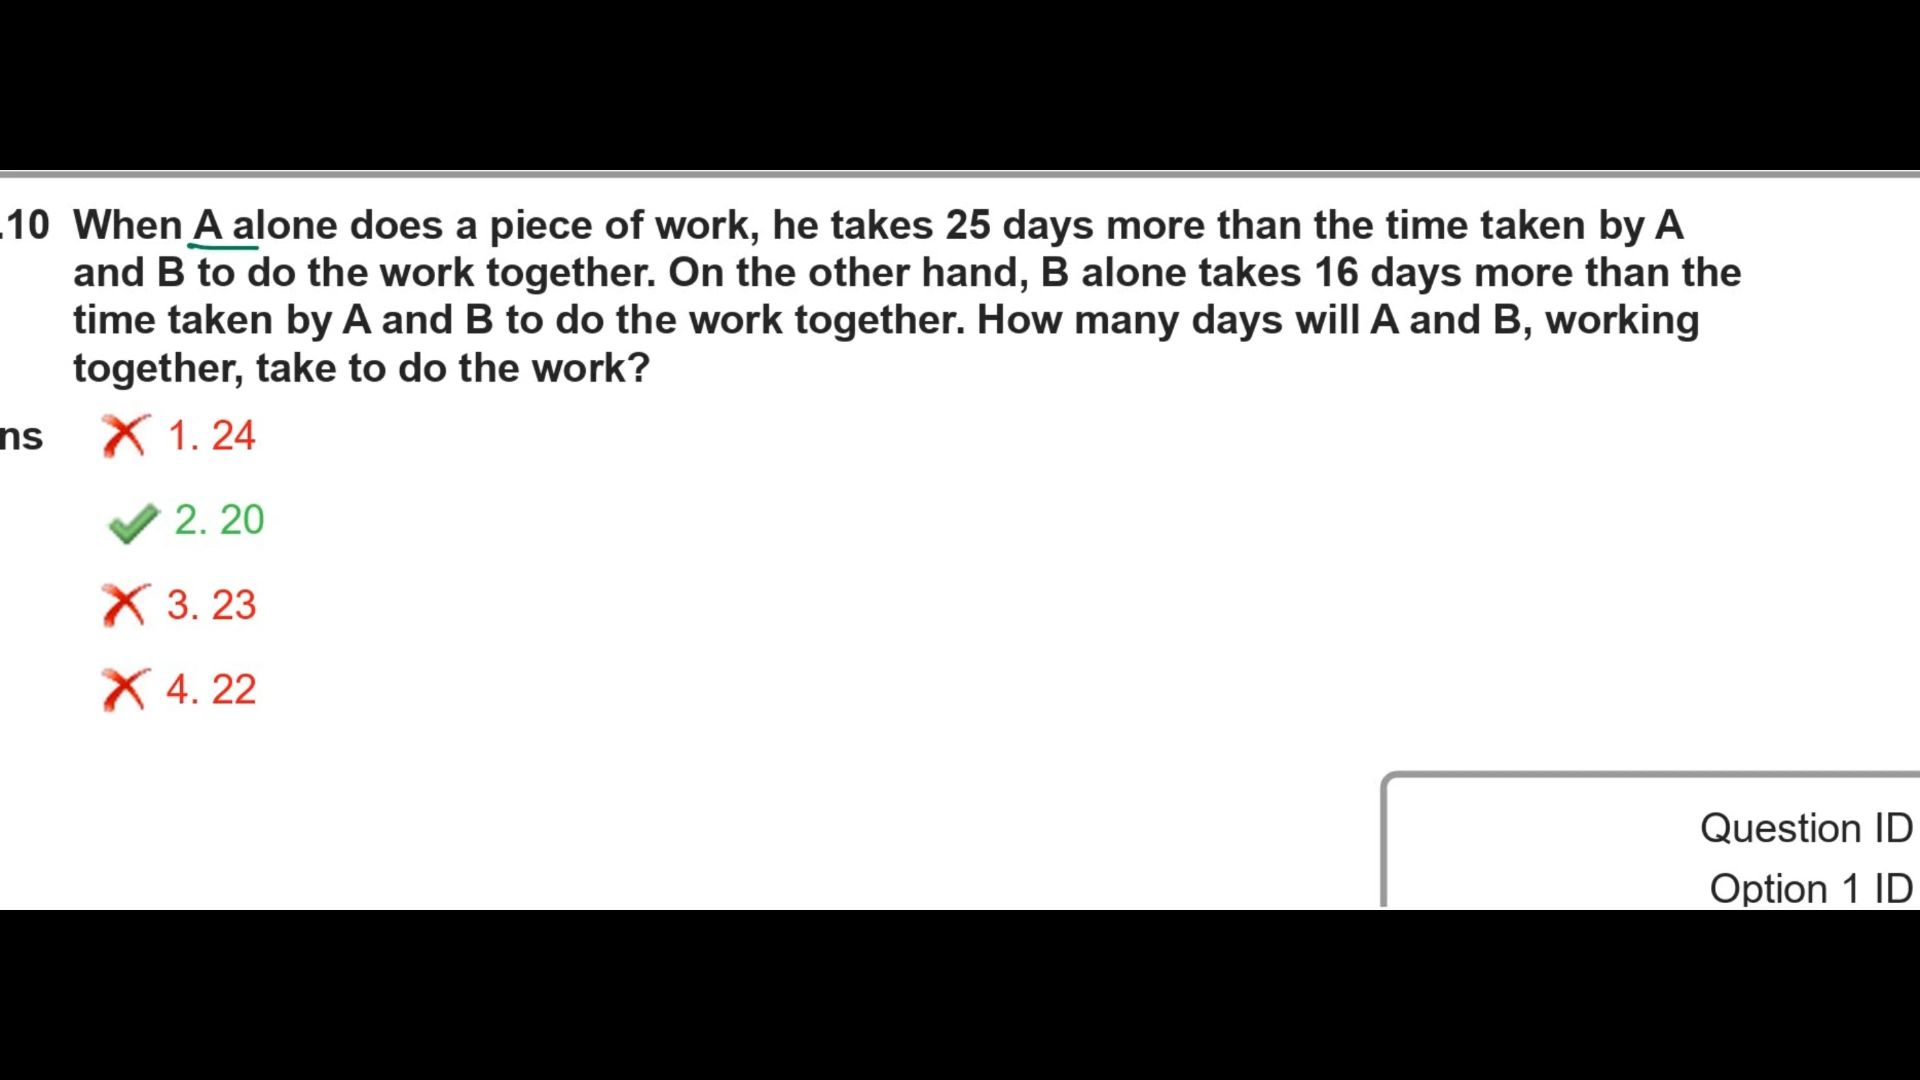 .10 When A alone does a piece of work, he takes 25 days more than the time taken by A
and B to do the work together. On the other hand, B alone takes 16 days more than the
time taken by A and B to do the work together. How many days will A and B, working
together, take to do the work?
ns 1. 24
2. 20
3. 23
4. 22
Question ID
Option 1 ID